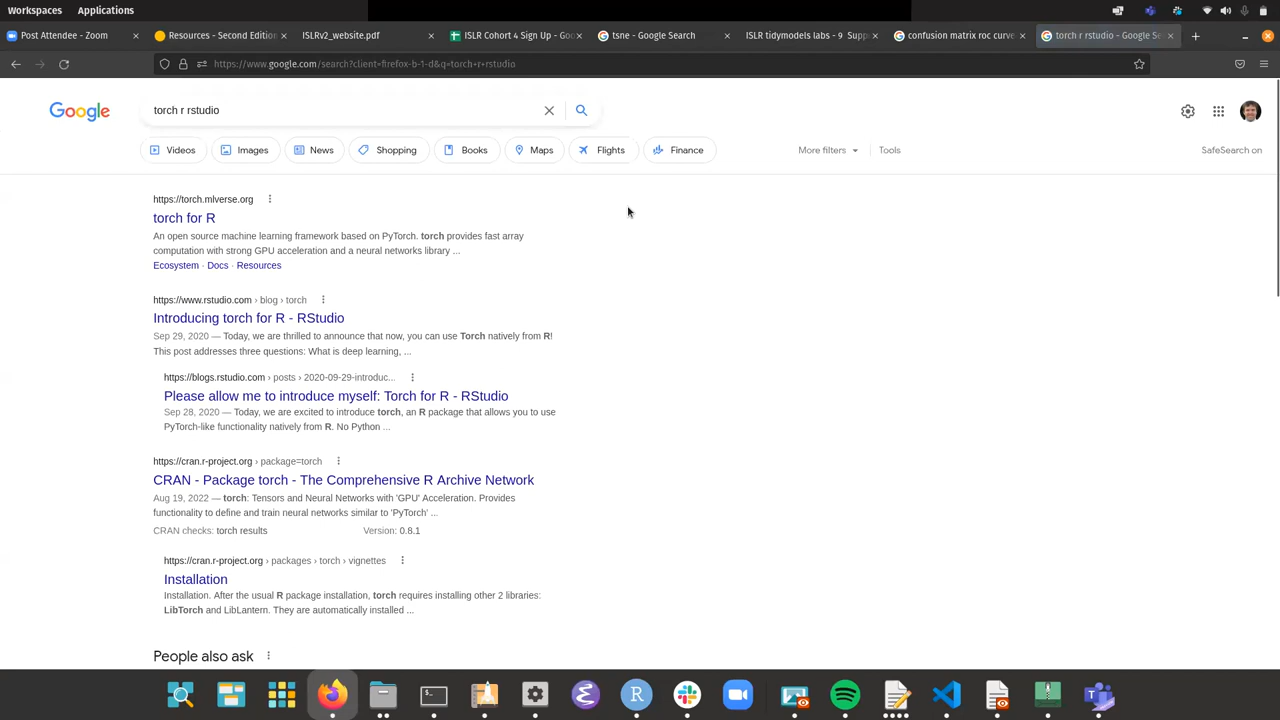 Workspaces Applications
Post Attendee - Zoom
Resources - Second Edition
ISLRv2_website.pdf
ISLR Cohort 4 Sign Up - Goo
tsne - Google Search
ISLR tidymodels labs - 9 Supp
confusion matrix roc curve
torch r rstudio - Google Se
https://www.google.com/search?client=firefox-b-1-d&q=torch+r+rstudio
Google
torch r rstudio
Videos Images News Shopping Books Maps Flights Finance More filters Tools SafeSearch on
https://torch.mlverse.org
torch for R
An open source machine learning framework based on PyTorch. torch provides fast array
computation with strong GPU acceleration and a neural networks library ...
Ecosystem · Docs · Resources
https://www.rstudio.com › blog › torch
Introducing torch for R - RStudio
Sep 29, 2020 — Today, we are thrilled to announce that now, you can use Torch natively from R!
This post addresses three questions: What is deep learning, ...
https://blogs.rstudio.com › posts › 2020-09-29-introduc...
Please allow me to introduce myself: Torch for R - RStudio
Sep 28, 2020 — Today, we are excited to introduce torch, an R package that allows you to use
PyTorch-like functionality natively from R. No Python ...
https://cran.r-project.org › package=torch
CRAN - Package torch - The Comprehensive R Archive Network
Aug 19, 2022 — torch: Tensors and Neural Networks with 'GPU' Acceleration. Provides
functionality to define and train neural networks similar to 'PyTorch' ...
CRAN checks: torch results Version: 0.8.1
https://cran.r-project.org › packages › torch › vignettes
Installation
Installation. After the usual R package installation, torch requires installing other 2 libraries:
LibTorch and LibLantern. They are automatically installed ...
People also ask